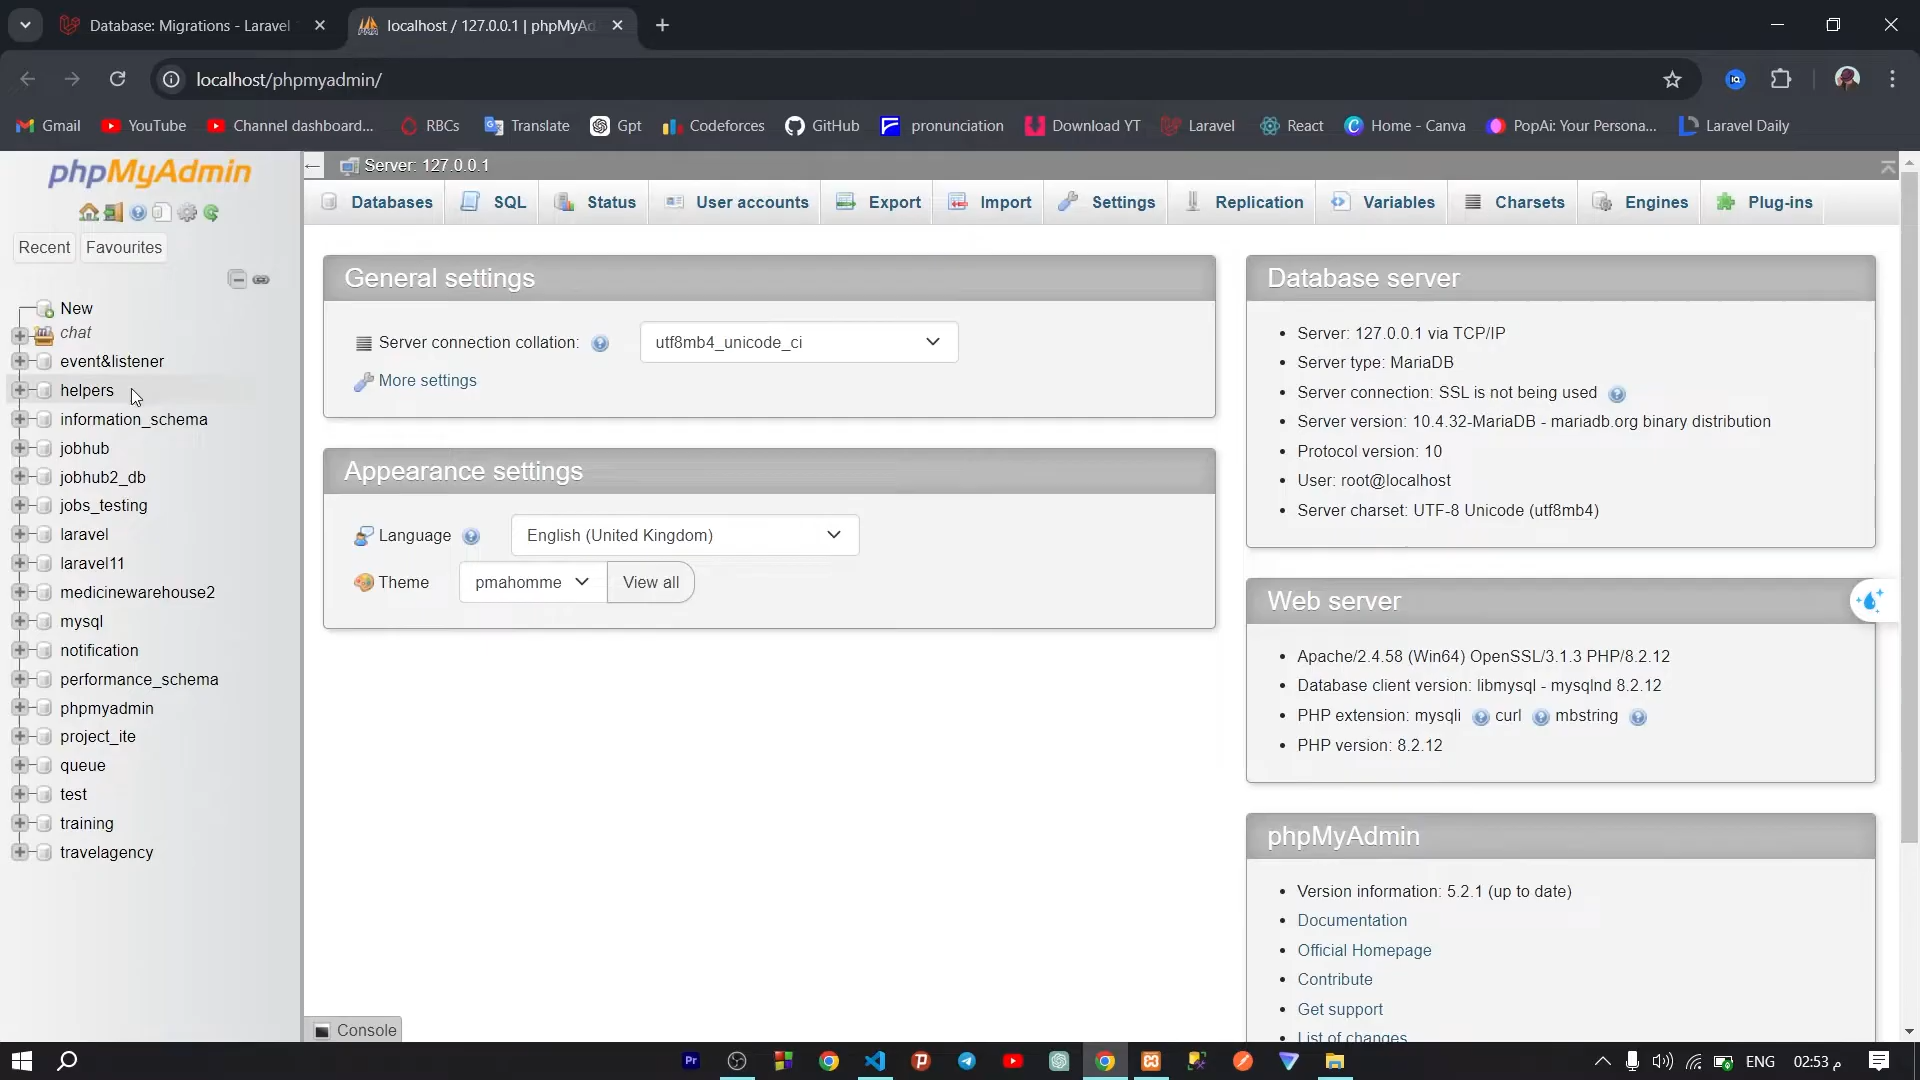 Database: Migrations - Laravel
localhost / 127.0.0.1 | phpMyAd
localhost/phpmyadmin/
Gmail
YouTube
Channel dashboard...
RBCs
Translate
Gpt
Codeforces
GitHub
pronunciation
Download YT
Laravel
React
Home - Canva
PopAi: Your Persona...
Laravel Daily
phpMyAdmin
Recent
Favourites
New
chat
event&listener
helpers
information_schema
jobhub
jobhub2_db
jobs_testing
laravel
laravel11
medicinewarehouse2
mysql
notification
performance_schema
phpmyadmin
project_ite
queue
test
training
travelagency
Server: 127.0.0.1
Databases
SQL
Status
User accounts
Export
Import
Settings
Replication
Variables
Charsets
Engines
Plug-ins
General settings
Server connection collation:
utf8mb4_unicode_ci
More settings
Appearance settings
Language
English (United Kingdom)
Theme
pmahomme
View all
Database server
Server: 127.0.0.1 via TCP/IP
Server type: MariaDB
Server connection: SSL is not being used
Server version: 10.4.32-MariaDB - mariadb.org binary distribution
Protocol version: 10
User: root@localhost
Server charset: UTF-8 Unicode (utf8mb4)
Web server
Apache/2.4.58 (Win64) OpenSSL/3.1.3 PHP/8.2.12
Database client version: libmysql - mysqlnd 8.2.12
PHP extension: mysqli curl mbstring
PHP version: 8.2.12
phpMyAdmin
Version information: 5.2.1 (up to date)
Documentation
Official Homepage
Contribute
Get support
List of changes
Console
Pr
ENG
02:53 م